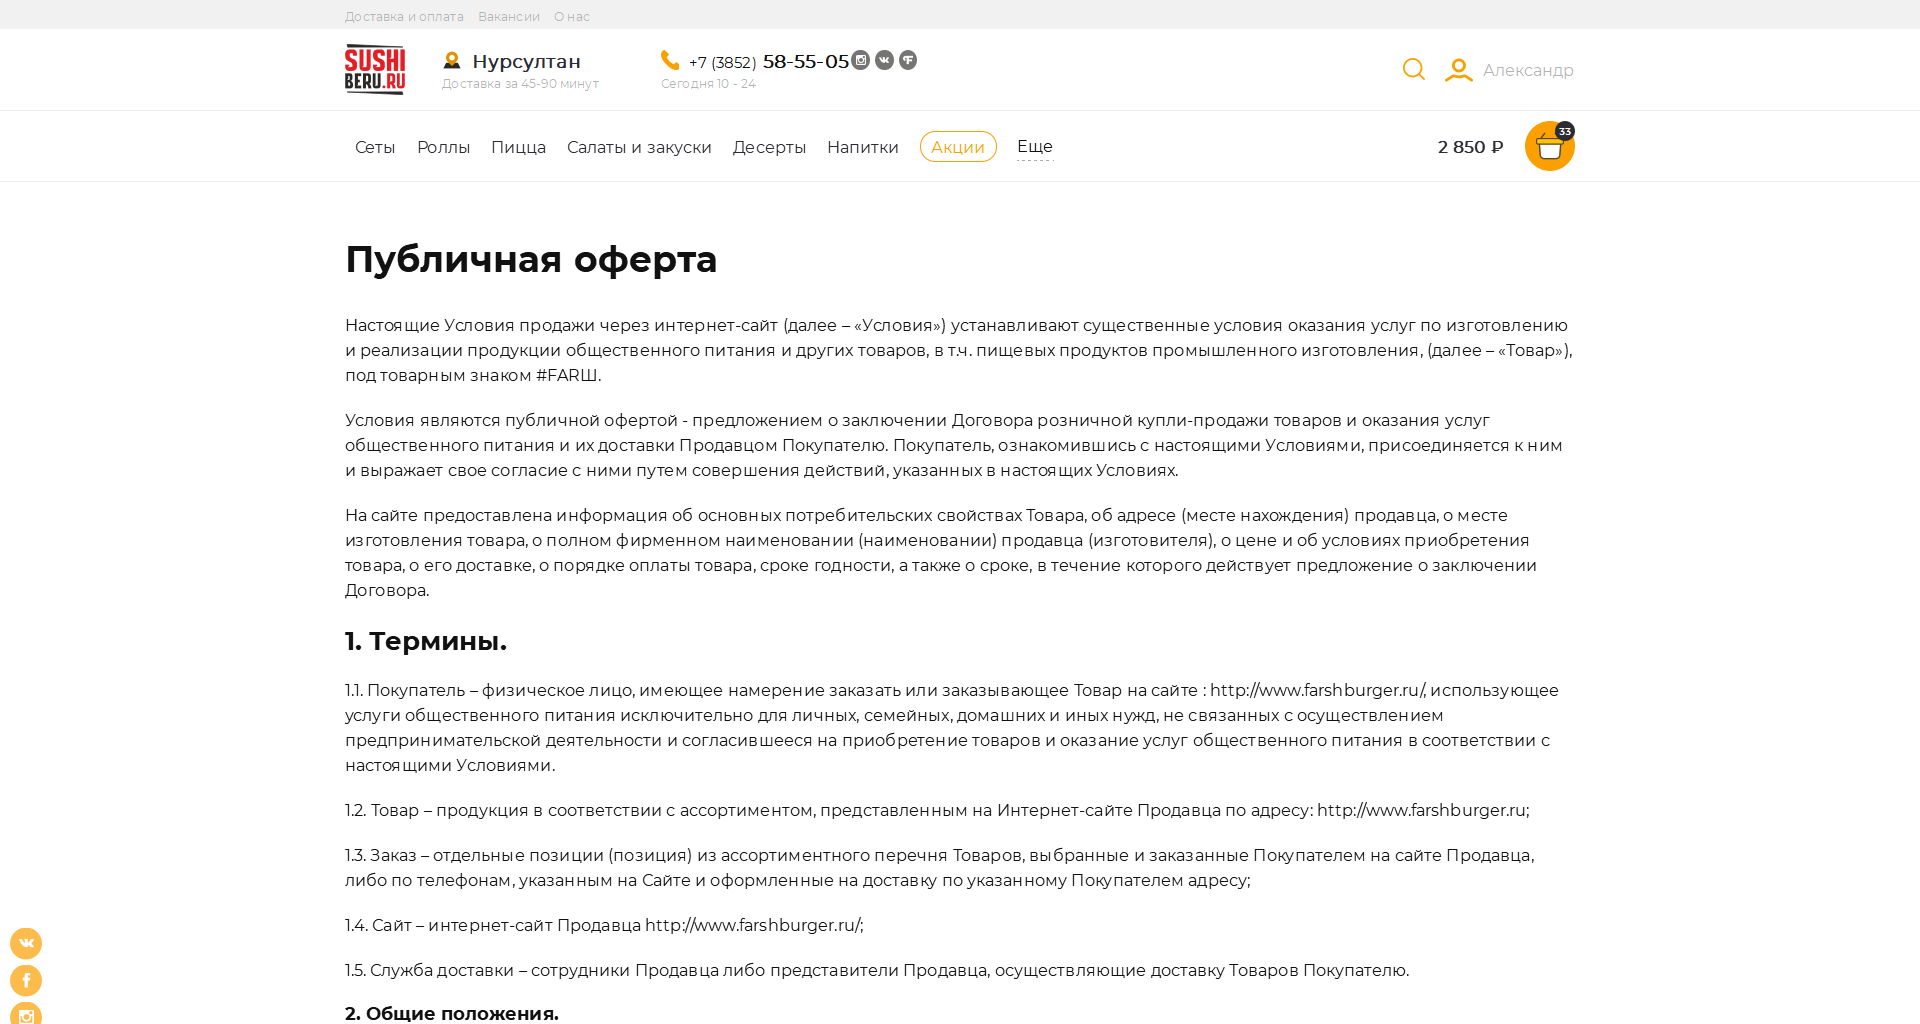 Доставка и оплата Вакансии О нас
SUSHI
BERU.RU
Нурсултан
Доставка за 45-90 минут
+7 (3852) 58-55-05
Сегодня 10 - 24
Александр
Сеты Роллы Пицца Салаты и закуски Десерты Напитки Акции Еще
2 850 ₽
33
Публичная оферта
Настоящие Условия продажи через интернет-сайт (далее – «Условия») устанавливают существенные условия оказания услуг по изготовлению
и реализации продукции общественного питания и других товаров, в т.ч. пищевых продуктов промышленного изготовления, (далее – «Товар»),
под товарным знаком #FARШ.
Условия являются публичной офертой - предложением о заключении Договора розничной купли-продажи товаров и оказания услуг
общественного питания и их доставки Продавцом Покупателю. Покупатель, ознакомившись с настоящими Условиями, присоединяется к ним
и выражает свое согласие с ними путем совершения действий, указанных в настоящих Условиях.
На сайте предоставлена информация об основных потребительских свойствах Товара, об адресе (месте нахождения) продавца, о месте
изготовления товара, о полном фирменном наименовании (наименовании) продавца (изготовителя), о цене и об условиях приобретения
товара, о его доставке, о порядке оплаты товара, сроке годности, а также о сроке, в течение которого действует предложение о заключении
Договора.
1. Термины.
1.1. Покупатель – физическое лицо, имеющее намерение заказать или заказывающее Товар на сайте : http://www.farshburger.ru/, использующее
услуги общественного питания исключительно для личных, семейных, домашних и иных нужд, не связанных с осуществлением
предпринимательской деятельности и согласившееся на приобретение товаров и оказание услуг общественного питания в соответствии с
настоящими Условиями.
1.2. Товар – продукция в соответствии с ассортиментом, представленным на Интернет-сайте Продавца по адресу: http://www.farshburger.ru;
1.3. Заказ – отдельные позиции (позиция) из ассортиментного перечня Товаров, выбранные и заказанные Покупателем на сайте Продавца,
либо по телефонам, указанным на Сайте и оформленные на доставку по указанному Покупателем адресу;
1.4. Сайт – интернет-сайт Продавца http://www.farshburger.ru/;
1.5. Служба доставки – сотрудники Продавца либо представители Продавца, осуществляющие доставку Товаров Покупателю.
2. Общие положения.